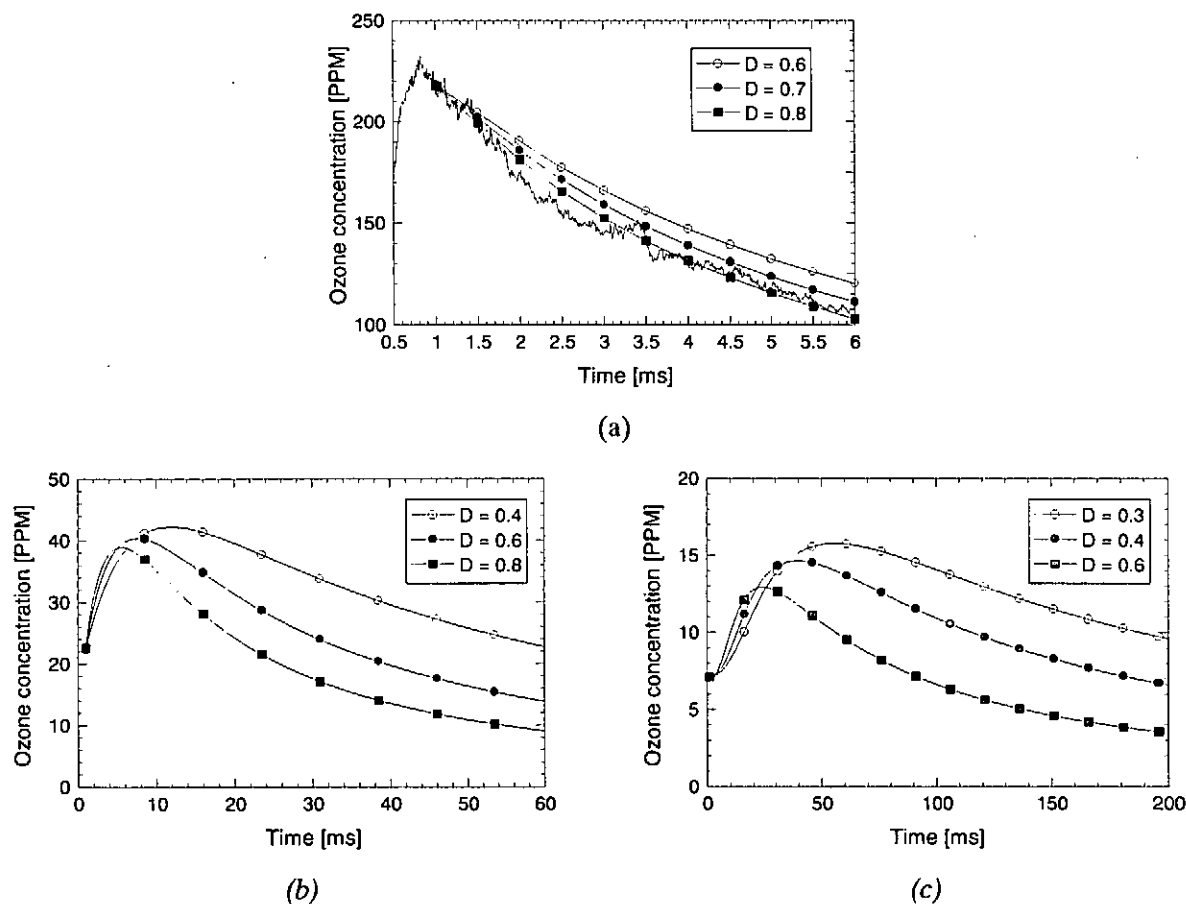 250
200
150
100
Ozone concentration [PPM]
D = 0.6
D = 0.7
D = 0.8
0.5 1 1.5 2 2.5 3 3.5 4 4.5 5 5.5 6
Time [ms]
(a)
50
40
30
20
10
0
Ozone concentration [PPM]
D = 0.4
D = 0.6
D = 0.8
0 10 20 30 40 50 60
Time [ms]
(b)
20
15
10
5
0
Ozone concentration [PPM]
D = 0.3
D = 0.4
D = 0.6
0 50 100 150 200
Time [ms]
(c)